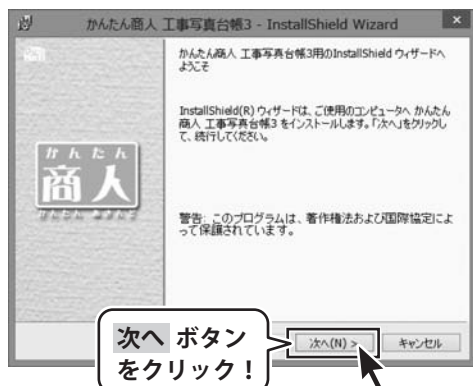 かんたん商人 工事写真台帳3 - InstallShield Wizard
かんたん商人 工事写真台帳3用のInstallShield ウィザードへ
ようこそ
InstallShield(R) ウィザードは、ご使用のコンピュータへ かんたん
商人 工事写真台帳3 をインストールします。「次へ」をクリックし
て、続行してください。
かんたん
商人
警告: このプログラムは、著作権法および国際協定によ
って保護されています。
次へ ボタン
をクリック！
次へ(N) >
キャンセル